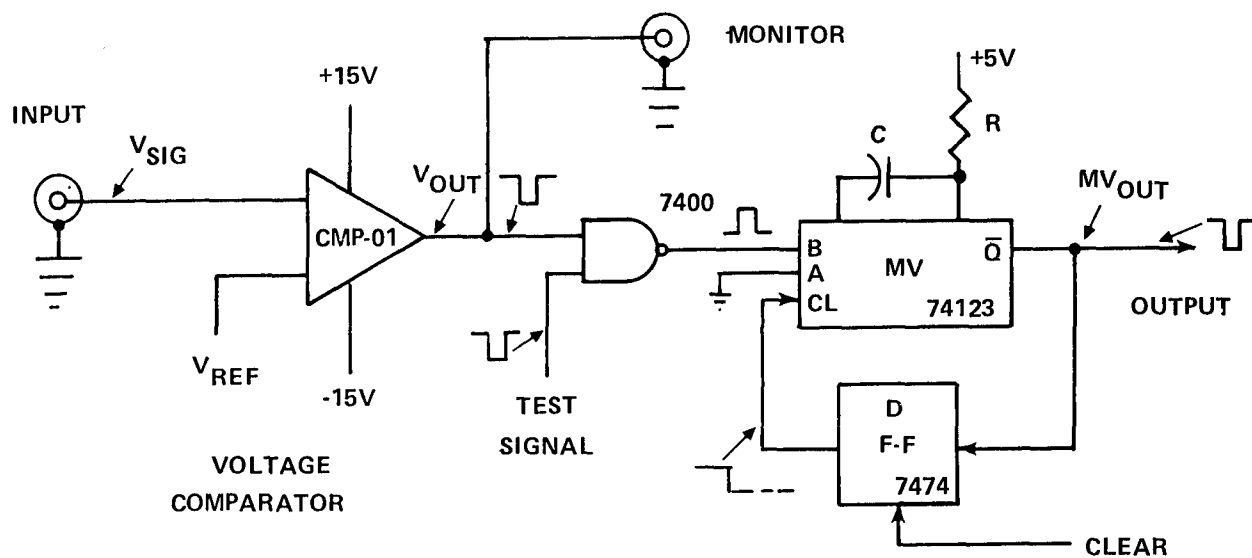 MONITOR
+15V
+5V
INPUT
R
C
V_SIG
V_OUT
MV_OUT
7400
CMP-01
B
A
CL
MV
Q̅
74123
OUTPUT
V_REF
-15V
TEST
SIGNAL
D
F-F
7474
VOLTAGE
COMPARATOR
CLEAR